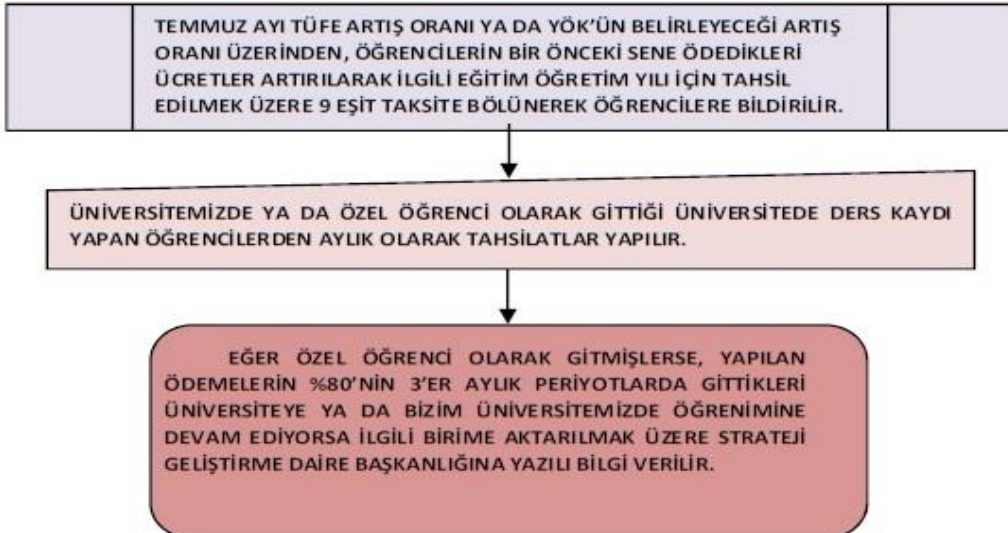 TEMMUZ AYI TÜFE ARTIŞ ORANI YA DA YÖK’ÜN BELİRLEYECEĞİ ARTIŞ
ORANI ÜZERİNDEN, ÖĞRENCİLERİN BİR ÖNCEKİ SENE ÖDEDİKLERİ
ÜCRETLER ARTIRILARAK İLGİLİ EĞİTİM ÖĞRETİM YILI İÇİN TAHSİL
EDİLMEK ÜZERE 9 EŞİT TAKSİTE BÖLÜNEREK ÖĞRENCİLERE BİLDİRİLİR.
ÜNİVERSİTEMİZDE YA DA ÖZEL ÖĞRENCİ OLARAK GİTTİĞİ ÜNİVERSİTEDE DERS KAYDI
YAPAN ÖĞRENCİLERDEN AYLIK OLARAK TAHSİLATLAR YAPILIR.
EĞER ÖZEL ÖĞRENCİ OLARAK GİTMİŞLERSE, YAPILAN
ÖDEMELERİN %80’NİN 3’ER AYLIK PERİYOTLARDA GİTTİKLERİ
ÜNİVERSİTEYE YA DA BİZİM ÜNİVERSİTEMİZDE ÖĞRENİMİNE
DEVAM EDİYORSA İLGİLİ BİRİME AKTARILMAK ÜZERE STRATEJİ
GELİŞTİRME DAİRE BAŞKANLIĞINA YAZILI BİLGİ VERİLİR.